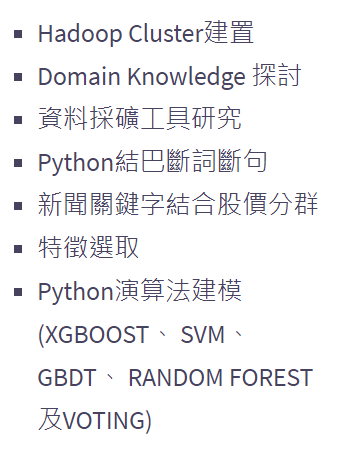 Hadoop Cluster建置
Domain Knowledge 探討
資料採礦工具研究
Python結巴斷詞斷句
新聞關鍵字結合股價分群
特徵選取
Python演算法建模
(XGBOOST、 SVM、
GBDT、 RANDOM FOREST
及VOTING)